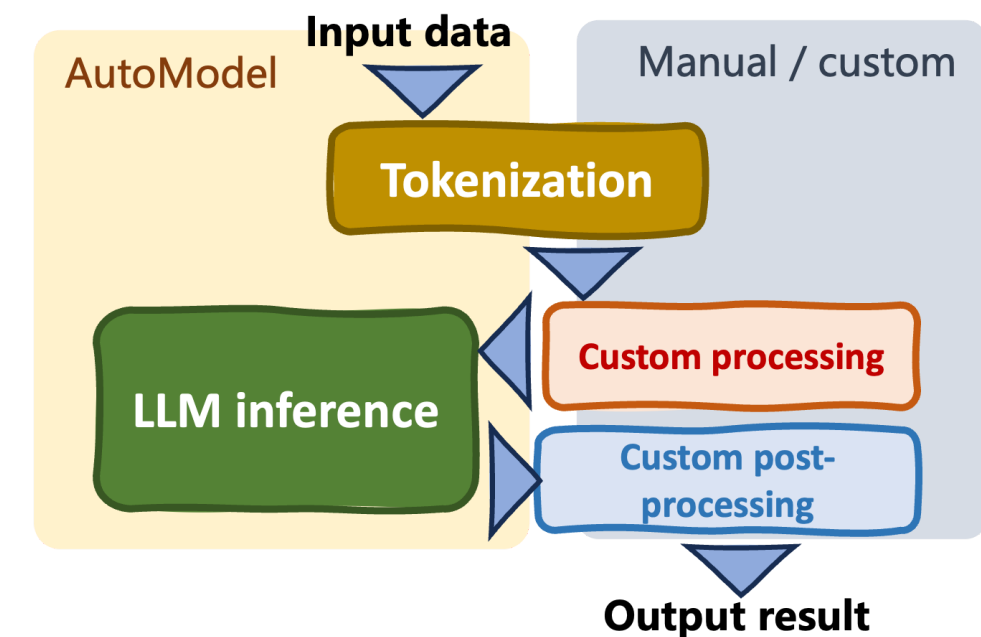 Input data
AutoModel
Manual / custom
Tokenization
Custom processing
LLM inference
Custom post-
processing
Output result